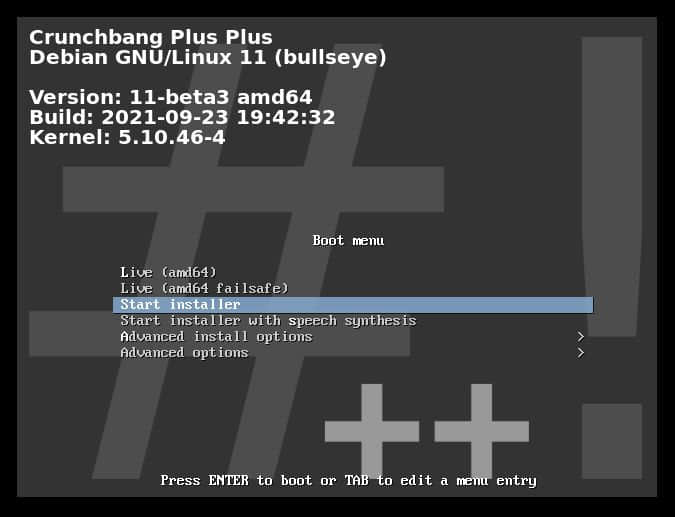 Crunchbang Plus Plus
Debian GNU/Linux 11 (bullseye)
Version: 11-beta3 amd64
Build: 2021-09-23 19:42:32
Kernel: 5.10.46-4
Boot menu
Live (amd64)
Live (amd64 failsafe)
Start installer
Start installer with speech synthesis
Advanced install options >
Advanced options >
#!
++
Press ENTER to boot or TAB to edit a menu entry